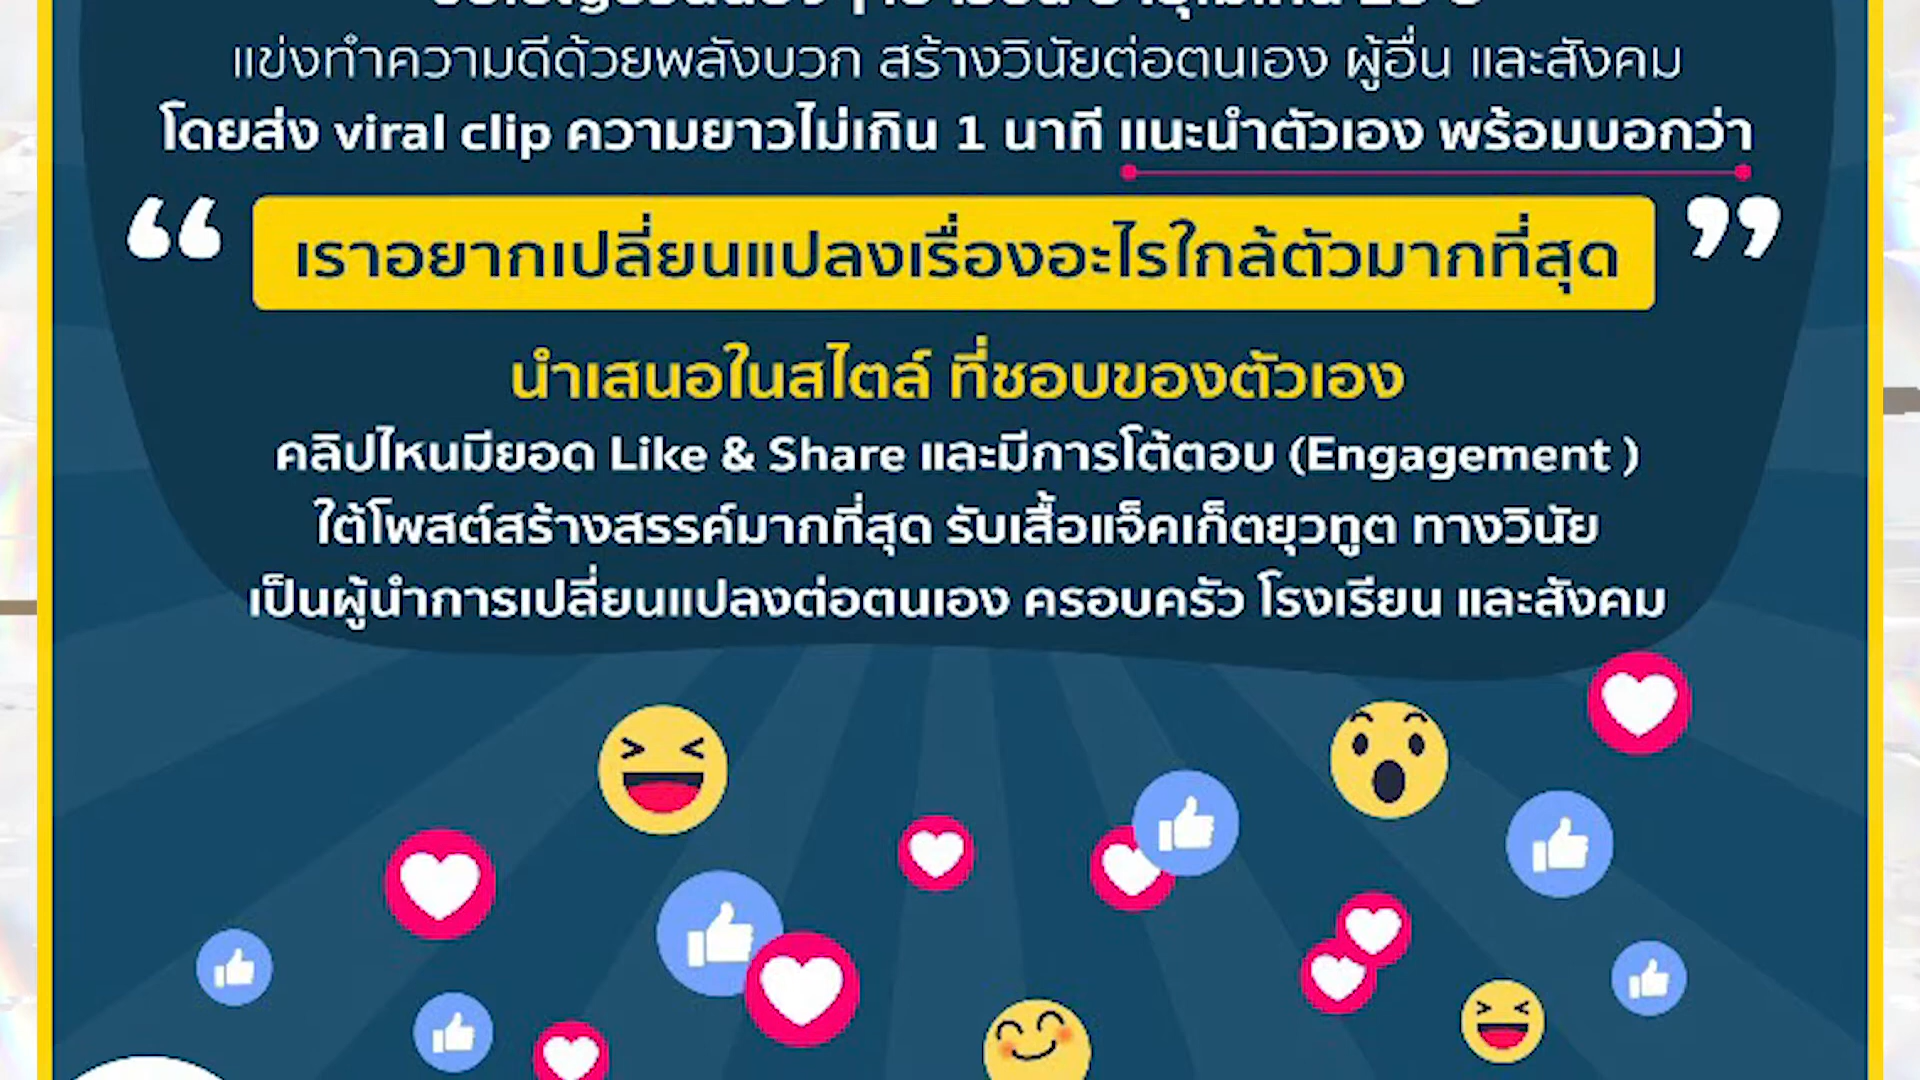 แข่งทำความดีด้วยพลังบวก สร้างวินัยต่อตนเอง ผู้อื่น และสังคม
โดยส่ง viral clip ความยาวไม่เกิน 1 นาที แนะนำตัวเอง พร้อมบอกว่า
“ เราอยากเปลี่ยนแปลงเรื่องอะไรใกล้ตัวมากที่สุด ”
นำเสนอในสไตล์ ที่ชอบของตัวเอง
คลิปไหนมียอด Like & Share และมีการโต้ตอบ (Engagement )
ใต้โพสต์สร้างสรรค์มากที่สุด รับเสื้อแจ็คเก็ตยุวทูต ทางวินัย
เป็นผู้นำการเปลี่ยนแปลงต่อตนเอง ครอบครัว โรงเรียน และสังคม